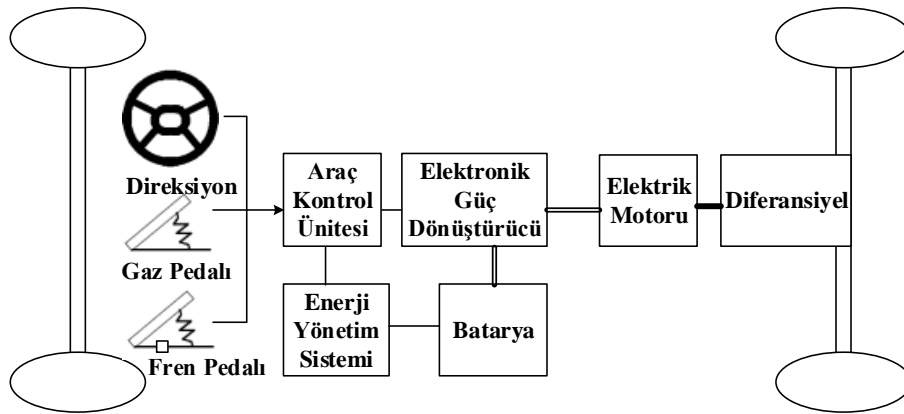 Direksiyon
Gaz Pedalı
Fren Pedalı
Araç
Kontrol
Ünitesi
Elektronik
Güç
Dönüştürücü
Elektrik
Motoru
Diferansiyel
Enerji
Yönetim
Sistemi
Batarya